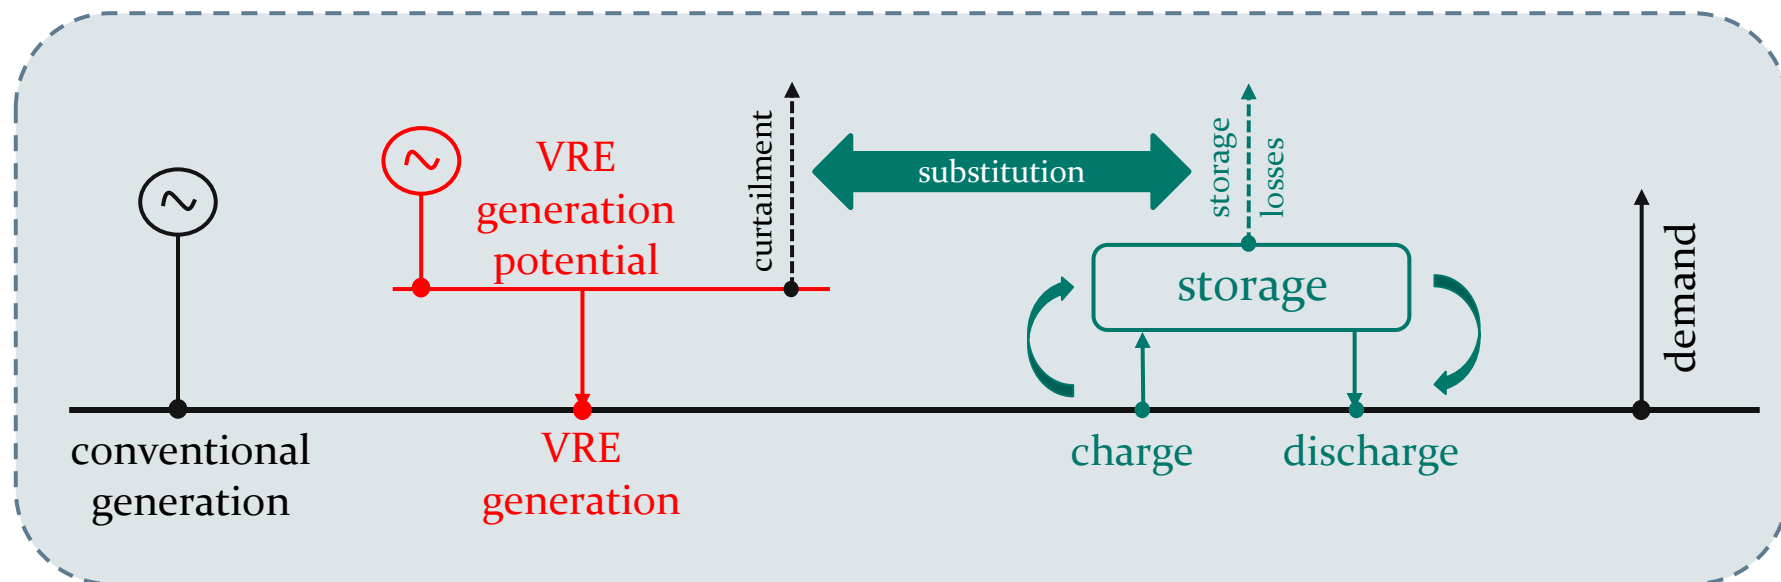 conventional
generation
VRE
generation
potential
VRE
generation
curtailment
substitution
storage
losses
storage
charge
discharge
demand